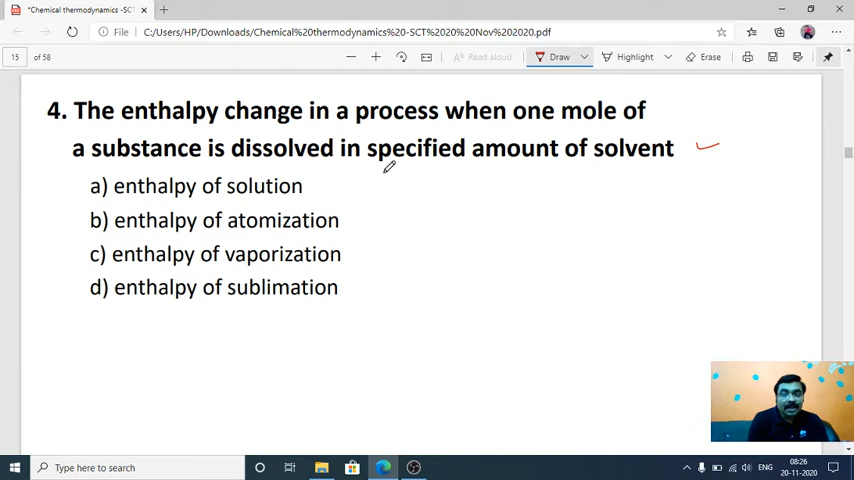 *Chemical thermodynamics -SCT
File
C:/Users/HP/Downloads/Chemical%20thermodynamics%20-SCT%2020%20Nov%202020.pdf
15 of 58
Read aloud
Draw
Highlight
Erase
4. The enthalpy change in a process when one mole of
a substance is dissolved in specified amount of solvent
a) enthalpy of solution
b) enthalpy of atomization
c) enthalpy of vaporization
d) enthalpy of sublimation
Type here to search
ENG
08:26
20-11-2020